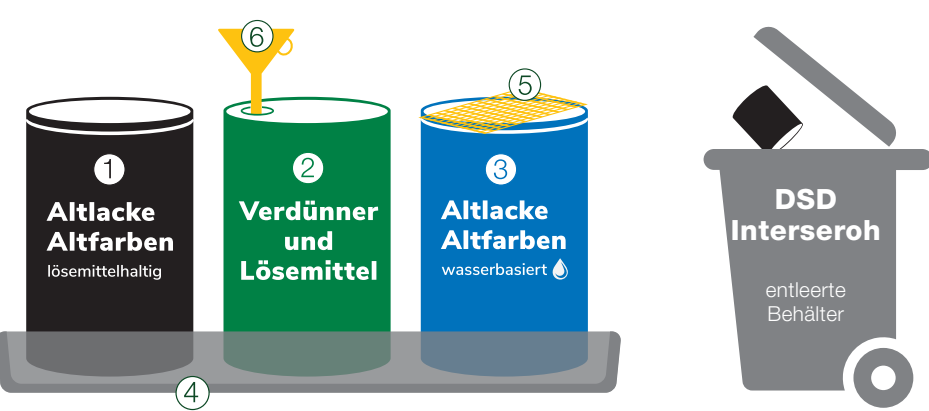 6
5
1
Altlacke
Altfarben
lösemittelhaltig
2
Verdünner
und
Lösemittel
3
Altlacke
Altfarben
wasserbasiert
4
DSD
Interseroh
entleerte
Behälter